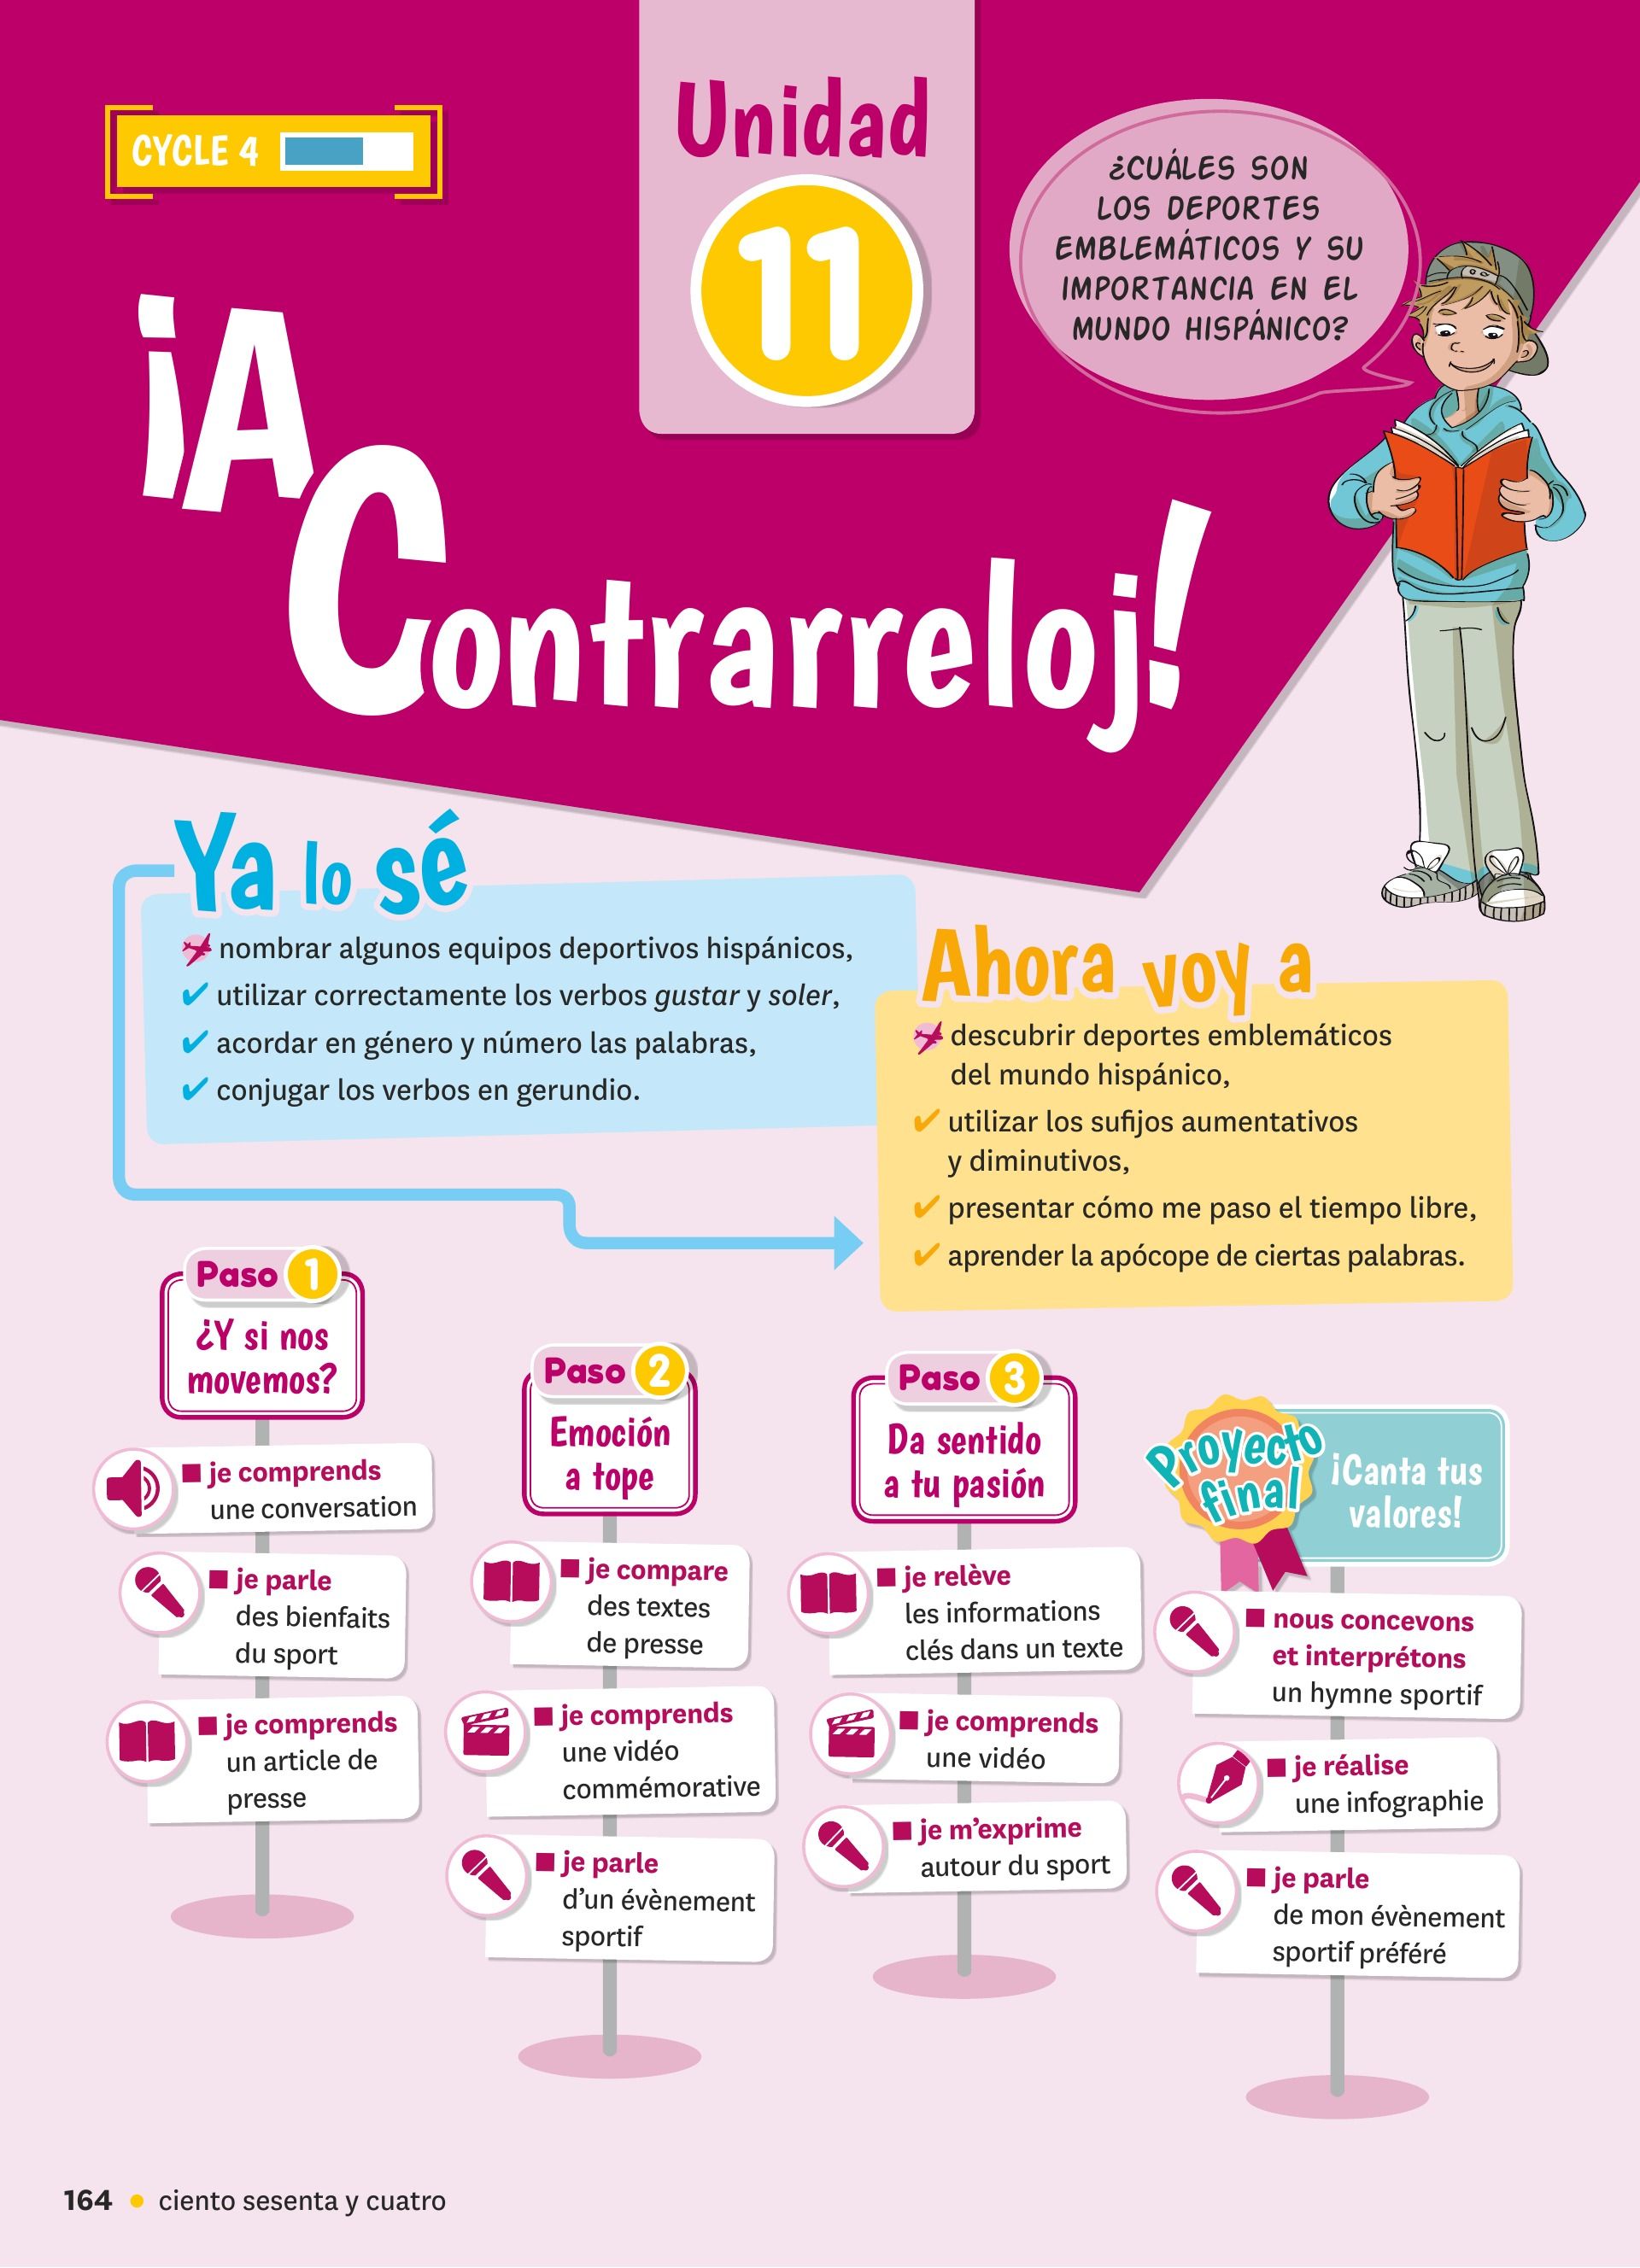 CYCLE 4
Unidad
11
¿CUÁLES SON
LOS DEPORTES
EMBLEMÁTICOS Y SU
IMPORTANCIA EN EL
MUNDO HISPÁNICO?
¡A
Contrarreloj!
Ya lo sé
nombrar algunos equipos deportivos hispánicos,
✔ utilizar correctamente los verbos gustar y soler,
✔ acordar en género y número las palabras,
✔ conjugar los verbos en gerundio.
Ahora voy a
descubrir deportes emblemáticos
del mundo hispánico,
✔ utilizar los sufijos aumentativos
y diminutivos,
✔ presentar cómo me paso el tiempo libre,
✔ aprender la apócope de ciertas palabras.
Paso 1
¿Y si nos
movemos?
■ je comprends
une conversation
■ je parle
des bienfaits
du sport
■ je comprends
un article de
presse
Paso 2
Emoción
a tope
■ je compare
des textes
de presse
■ je comprends
une vidéo
commémorative
■ je parle
d'un évènement
sportif
Paso 3
Da sentido
a tu pasión
■ je relève
les informations
clés dans un texte
■ je comprends
une vidéo
■ je m'exprime
autour du sport
Proyecto
final
¡Canta tus
valores!
■ nous concevons
et interprétons
un hymne sportif
■ je réalise
une infographie
■ je parle
de mon évènement
sportif préféré
164 • ciento sesenta y cuatro